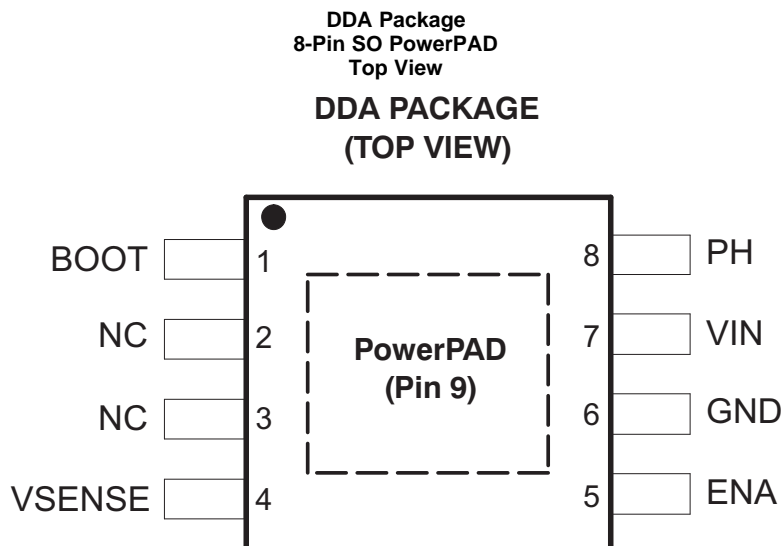 DDA Package
8-Pin SO PowerPAD
Top View
DDA PACKAGE
(TOP VIEW)
BOOT 1
NC 2
NC 3
VSENSE 4
PowerPAD
(Pin 9)
8 PH
7 VIN
6 GND
5 ENA